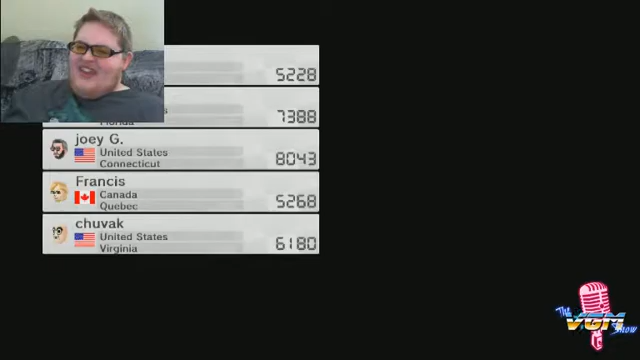 5228
Florida
7388
joey G.
United States
Connecticut
8043
Francis
Canada
Quebec
5268
chuvak
United States
Virginia
6180
The
VGM
Show